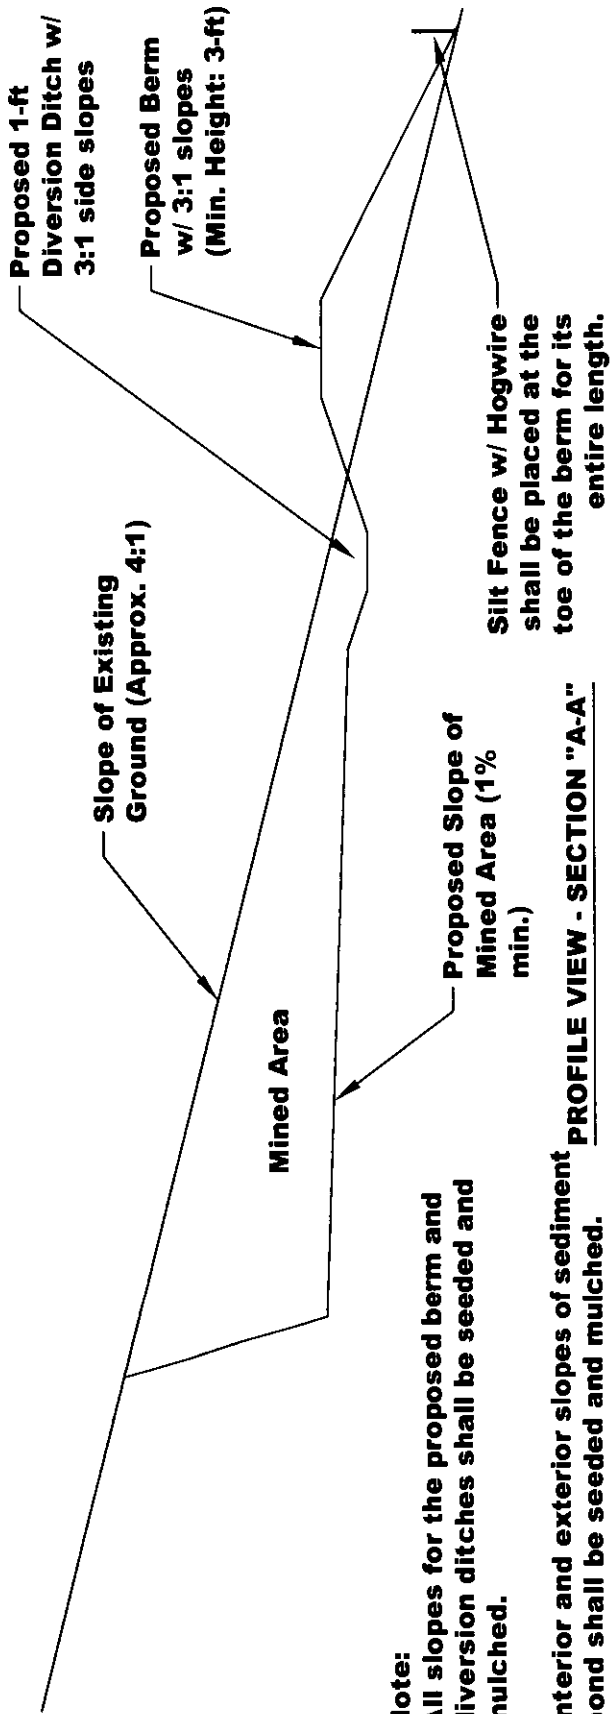 Proposed 1-ft
Diversion Ditch w/
3:1 side slopes
Proposed Berm
w/ 3:1 slopes
(Min. Height: 3-ft)
Slope of Existing
Ground (Approx. 4:1)
Mined Area
Proposed Slope of
Mined Area (1%
min.)
Silt Fence w/ Hogwire
shall be placed at the
toe of the berm for its
entire length.
Note:
All slopes for the proposed berm and
diversion ditches shall be seeded and
mulched.
nterior and exterior slopes of sediment
pond shall be seeded and mulched.
PROFILE VIEW - SECTION "A-A"